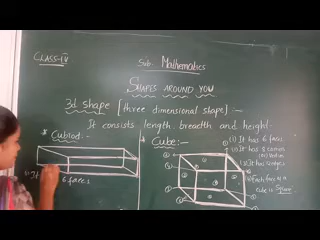 CLASS-IV
Sub. Mathematics
SHAPES AROUND YOU
3d shape [three dimensional shape] :-
It consists length, breadth and height.
* Cuboid:-
(i) It
6 faces
* Cube:-
(i) It has 6 faces
(ii) It has 8 corners
(iii) It has 12 edges
Each face of a
cube is Square